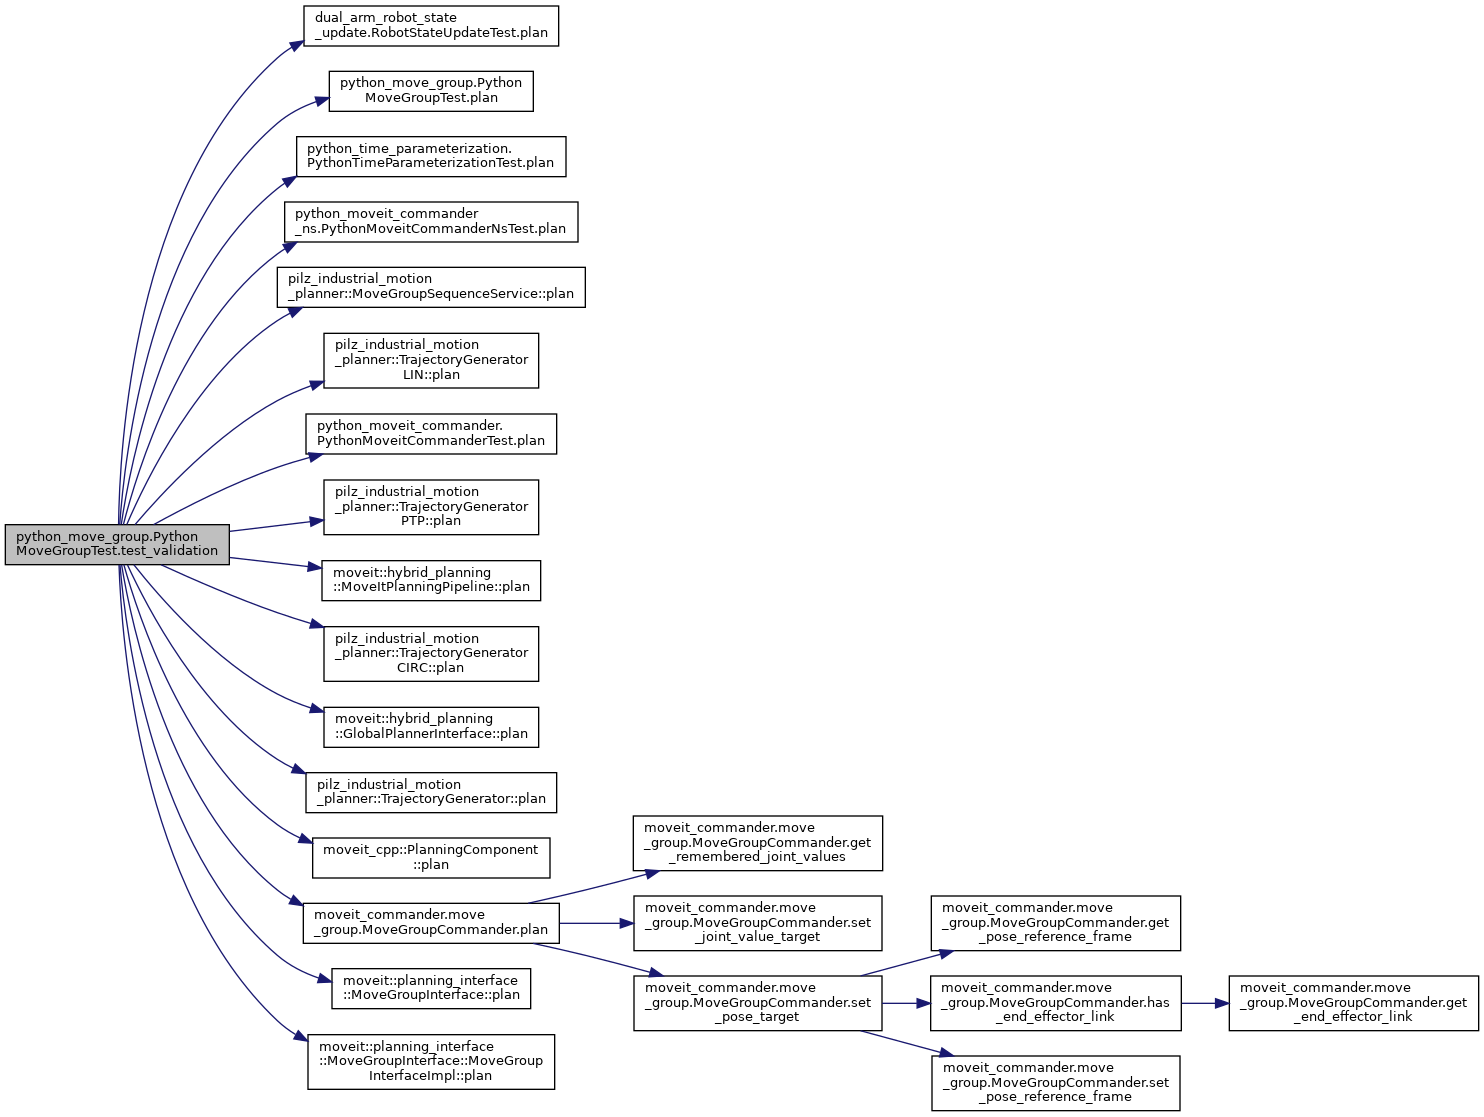 dual_arm_robot_state
_update.RobotStateUpdateTest.plan
python_move_group.Python
MoveGroupTest.plan
python_time_parameterization.
PythonTimeParameterizationTest.plan
python_moveit_commander
_ns.PythonMoveitCommanderNsTest.plan
pilz_industrial_motion
_planner::MoveGroupSequenceService::plan
pilz_industrial_motion
_planner::TrajectoryGenerator
LIN::plan
python_moveit_commander.
PythonMoveitCommanderTest.plan
pilz_industrial_motion
_planner::TrajectoryGenerator
PTP::plan
python_move_group.Python
MoveGroupTest.test_validation
moveit::hybrid_planning
::MoveItPlanningPipeline::plan
pilz_industrial_motion
_planner::TrajectoryGenerator
CIRC::plan
moveit::hybrid_planning
::GlobalPlannerInterface::plan
pilz_industrial_motion
_planner::TrajectoryGenerator::plan
moveit_cpp::PlanningComponent
::plan
moveit_commander.move
_group.MoveGroupCommander.plan
moveit::planning_interface
::MoveGroupInterface::plan
moveit::planning_interface
::MoveGroupInterface::MoveGroup
InterfaceImpl::plan
moveit_commander.move
_group.MoveGroupCommander.get
_remembered_joint_values
moveit_commander.move
_group.MoveGroupCommander.set
_joint_value_target
moveit_commander.move
_group.MoveGroupCommander.set
_pose_target
moveit_commander.move
_group.MoveGroupCommander.get
_pose_reference_frame
moveit_commander.move
_group.MoveGroupCommander.has
_end_effector_link
moveit_commander.move
_group.MoveGroupCommander.set
_pose_reference_frame
moveit_commander.move
_group.MoveGroupCommander.get
_end_effector_link